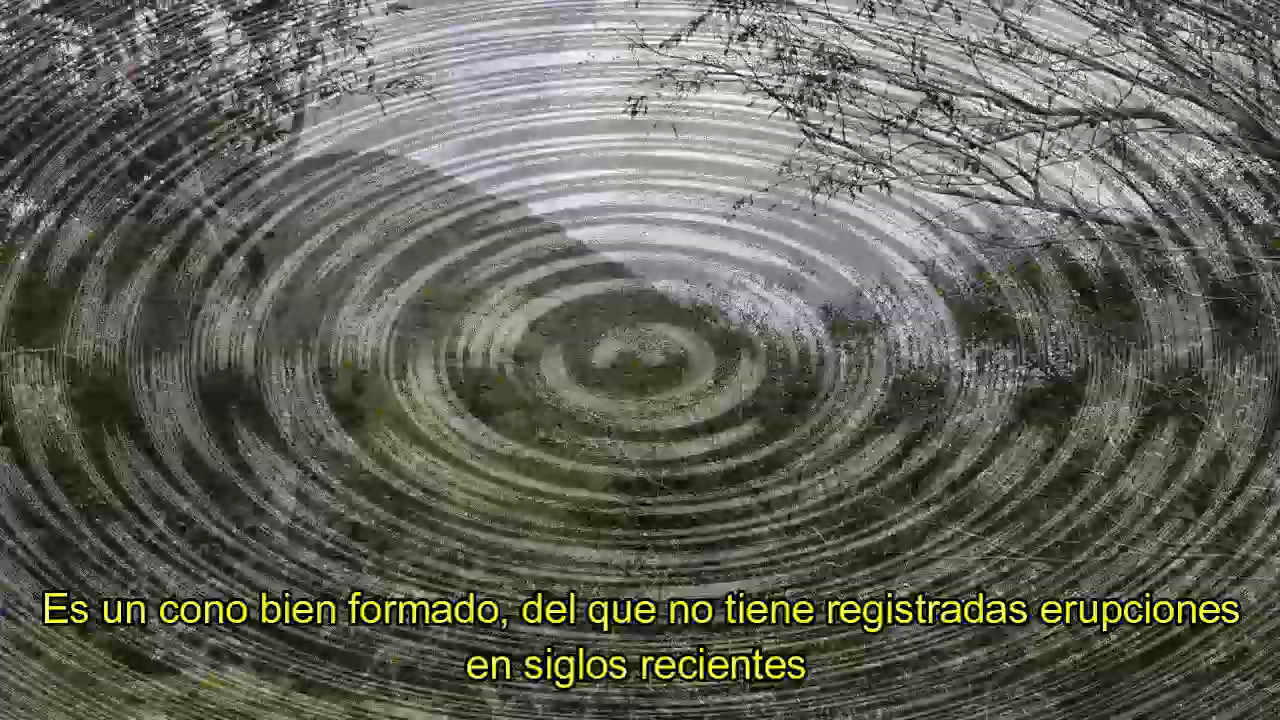 Es un cono bien formado, del que no tiene registradas erupciones
en siglos recientes